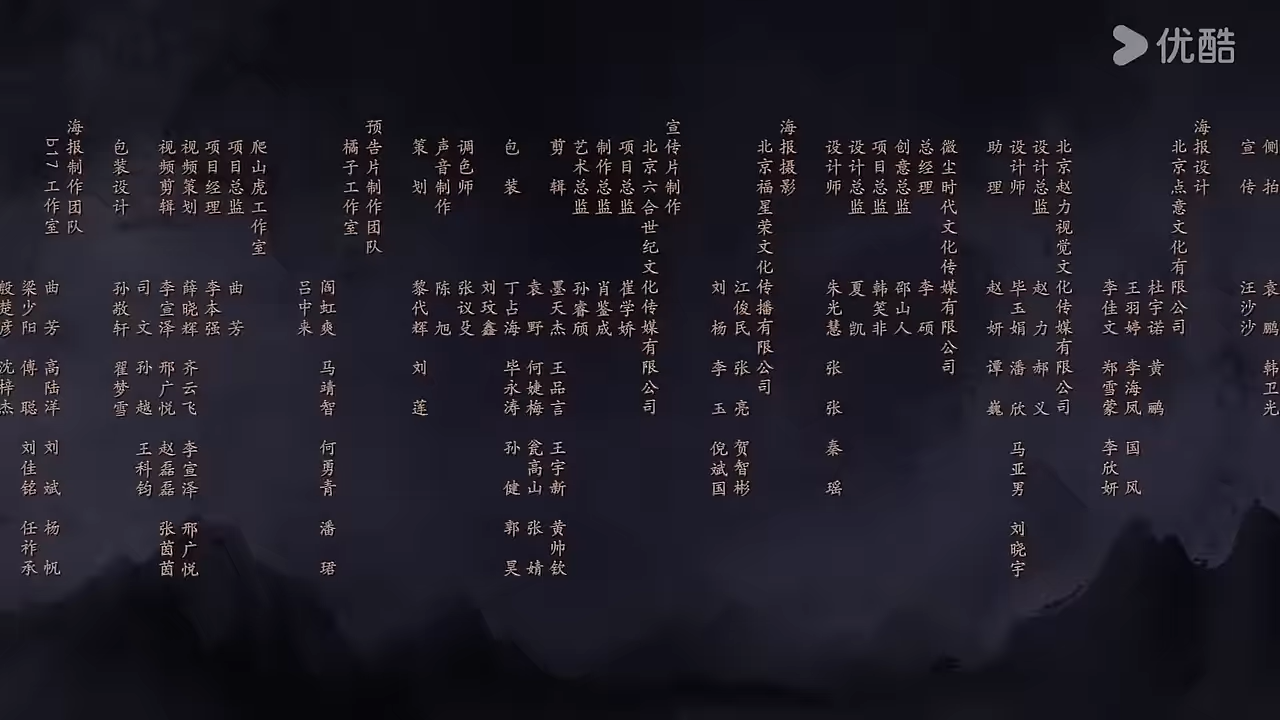 优酷
侧拍 袁鹏 韩卫光
宣传 汪沙沙
海报设计
北京点意文化有限公司
杜宇诺 黄鹂
王羽婷 李海凤 国风
李佳文 郑雪蒙 李欣妍
北京赵力视觉文化传媒有限公司
设计总监 赵力 郝义
设计师 毕玉娟 潘欣 马亚男 刘晓宇
助理 赵妍 谭巍
微尘时代文化传媒有限公司
总经理 李硕
创意总监 邵山人
项目总监 韩笑非
设计总监 夏凯
设计师 朱光慧 张张 秦瑶
海报摄影
北京福星荣文化传播有限公司
江俊民 张亮 贺智彬
刘杨 李玉 倪斌国
宣传片制作
北京六合世纪文化传媒有限公司
项目总监 崔学娇
制作总监 肖鉴成
艺术总监 孙睿颀
剪辑 墨天杰 王品言 王宇新 黄帅钦
袁野 何婕梅 瓮高山 张婧
包装 丁占海 毕永涛 孙健 郭昊
刘玟鑫
调色师 张议旻
声音制作 陈旭
策划 黎代辉 刘莲
预告片制作团队
橘子工作室
阎虹爽 马靖智 何勇青 潘珺
吕中来
爬山虎工作室
项目总监 曲芳
项目经理 李本强
视频策划 薛晓辉 齐云飞 李宣泽 邢广悦
视频剪辑 李宣泽 邢广悦 赵磊磊 张茵茵
司文 孙越 王科钧
包装设计 孙敬轩 翟梦雪
海报制作团队
b17工作室
曲芳 高陆洋 刘斌 杨帆
梁少阳 傅聪 刘佳铭 任祚承
殷楚彦 沈梓杰